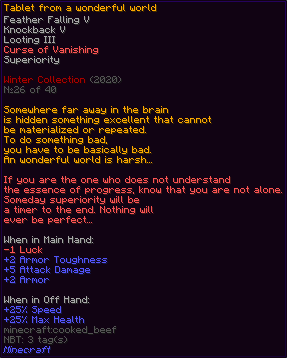 Tablet from a wonderful world
Feather Falling V
Knockback V
Looting III
Curse of Vanishing
Superiority
Winter Collection (2020)
№26 of 40
Somewhere far away in the brain
is hidden something excellent that cannot
be materialized or repeated.
To do something bad,
you have to be basically bad.
An wonderful world is harsh...
If you are the one who does not understand
the essence of progress, know that you are not alone.
Someday superiority will be
a timer to the end. Nothing will
ever be perfect...
When in Main Hand:
-1 Luck
+2 Armor Toughness
+5 Attack Damage
+2 Armor
When in Off Hand:
+25% Speed
+25% Max Health
minecraft:cooked_beef
NBT: 3 tag(s)
Minecraft